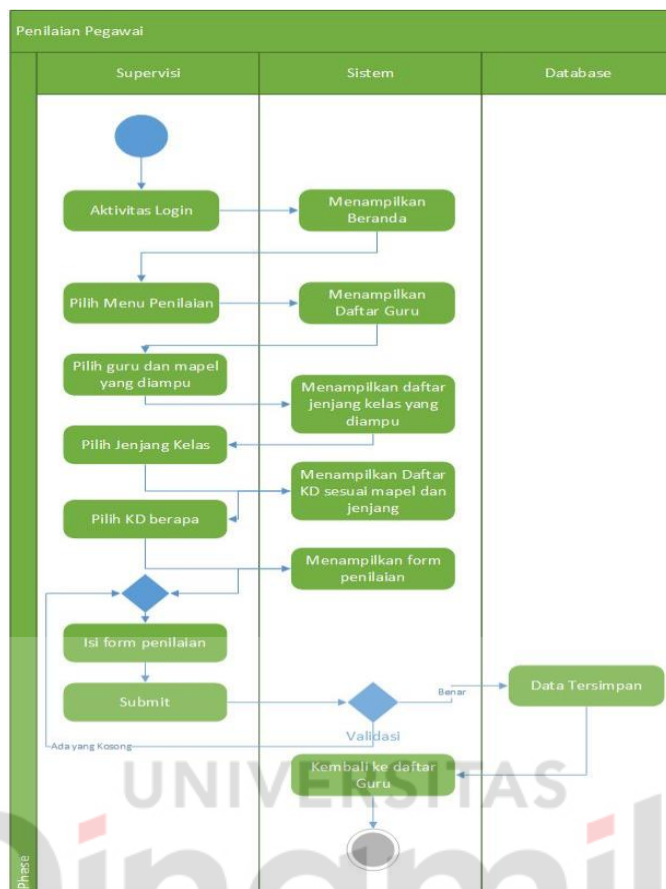 Penilaian Pegawai
Supervisi
Sistem
Database
Aktivitas Login
Menampilkan
Beranda
Pilih Menu Penilaian
Menampilkan
Daftar Guru
Pilih guru dan mapel
yang diampu
Menampilkan daftar
jenjang kelas yang
diampu
Pilih Jenjang Kelas
Menampilkan Daftar
KD sesuai mapel dan
jenjang
Pilih KD berapa
Menampilkan form
penilaian
Isi form penilaian
Submit
Validasi
Benar
Data Tersimpan
Ada yang Kosong
Kembali ke daftar
Guru
Phase
UNIVERSITAS